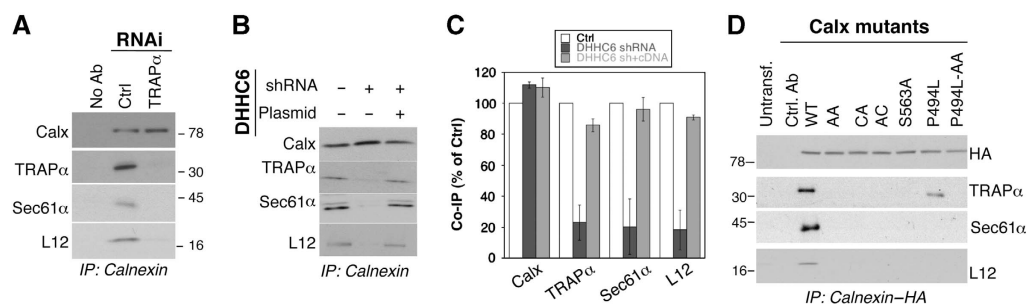 A
RNAi
No Ab
Ctrl
TRAPα
Calx
- 78
TRAPα
- 30
Sec61α
- 45
L12
- 16
IP: Calnexin
B
DHHC6
shRNA – + +
Plasmid – – +
Calx
TRAPα
Sec61α
L12
IP: Calnexin
C
Ctrl
DHHC6 shRNA
DHHC6 sh+cDNA
Co-IP (% of Ctrl)
120
100
80
60
40
20
0
Calx
TRAPα
Sec61α
L12
D
Calx mutants
Untransf.
Ctrl. Ab
WT
AA
CA
AC
S563A
P494L
P494L-AA
78–
HA
30–
TRAPα
45–
Sec61α
16–
L12
IP: Calnexin–HA